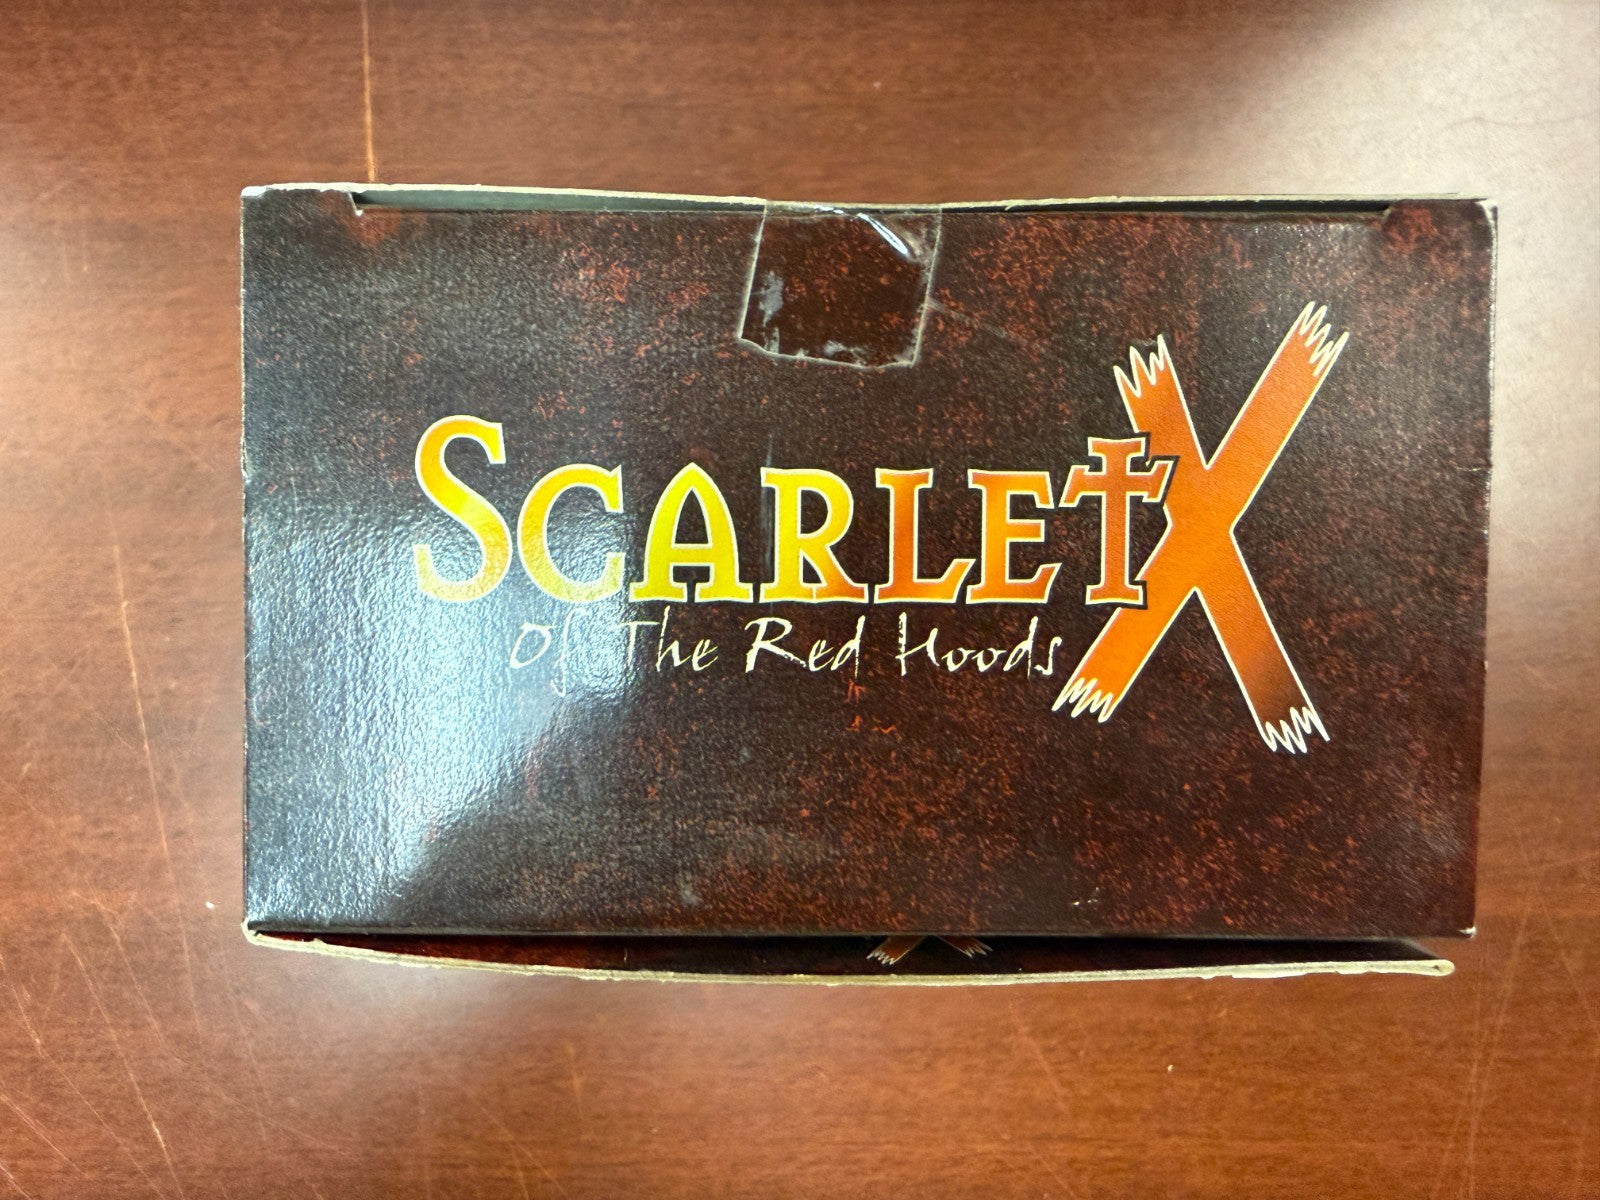 SCARLET X
Of The Red Hoods